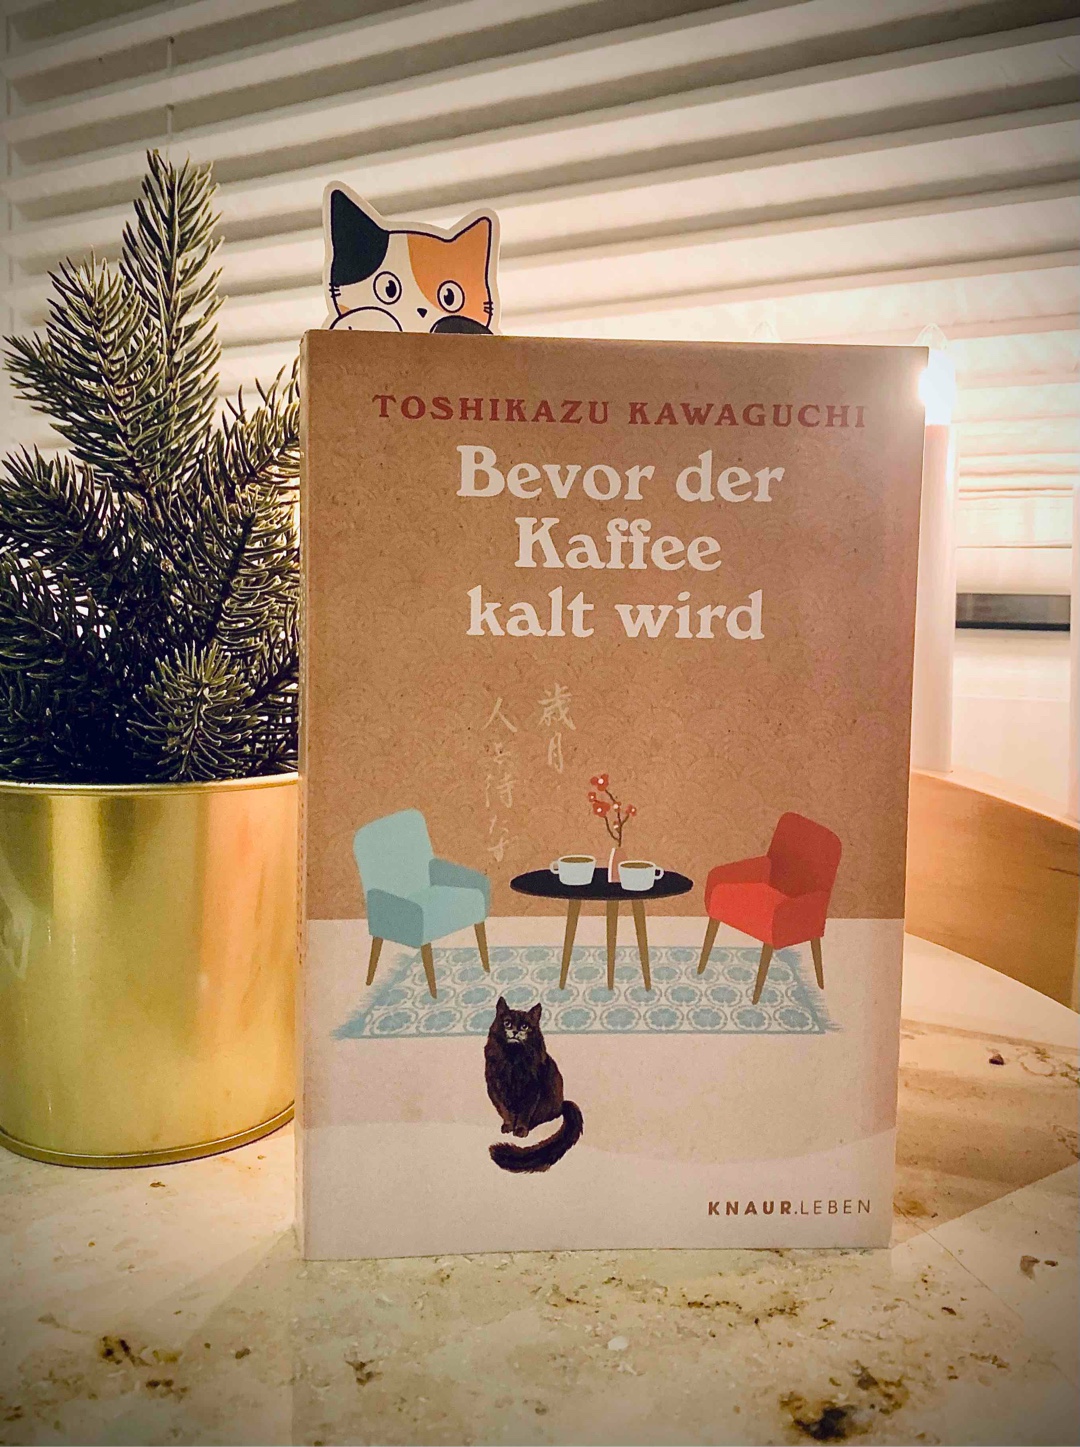 TOSHIKAZU KAWAGUCHI
Bevor der
Kaffee
kalt wird
歳月
人を待たず
KNAUR.LEBEN